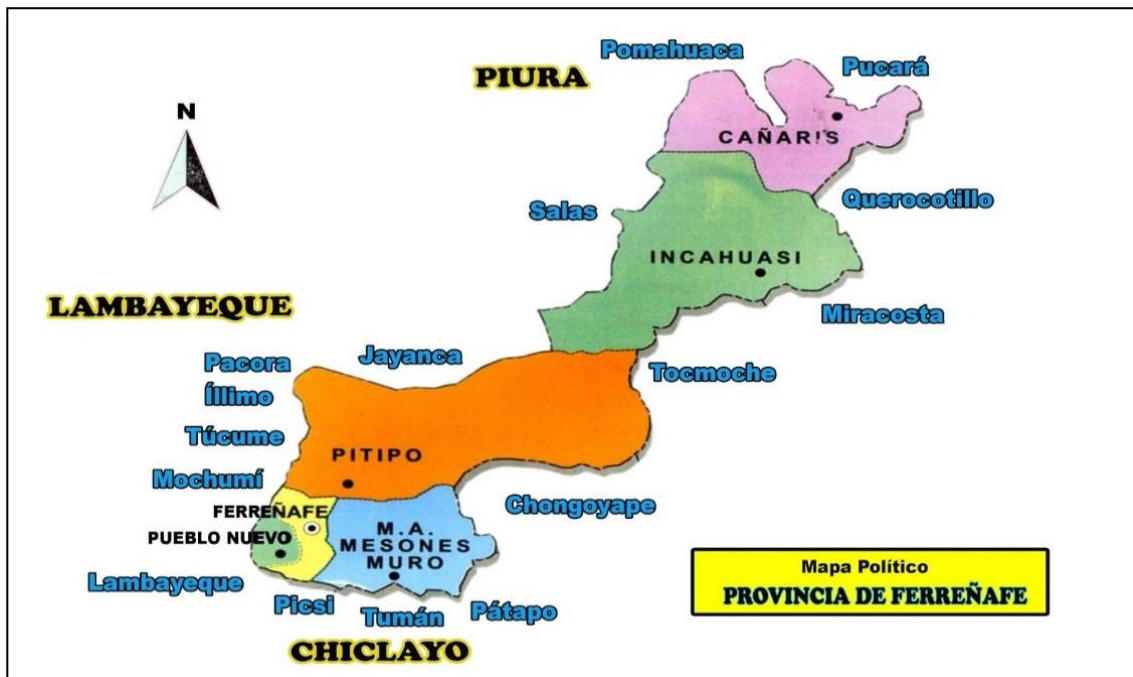 Pomahuaca
PIURA
Pucará
N
CAÑARIS
Salas
Querocotillo
INCAHUASI
LAMBAYEQUE
Miracosta
Jayanca
Pacora
Tocmoche
Íllimo
Túcume
PITIPO
Mochumí
Chongoyape
FERREÑAFE
PUEBLO NUEVO
M.A.
MESONES
MURO
Lambayeque
Picsi
Tumán
Pátapo
CHICLAYO
Mapa Político
PROVINCIA DE FERREÑAFE